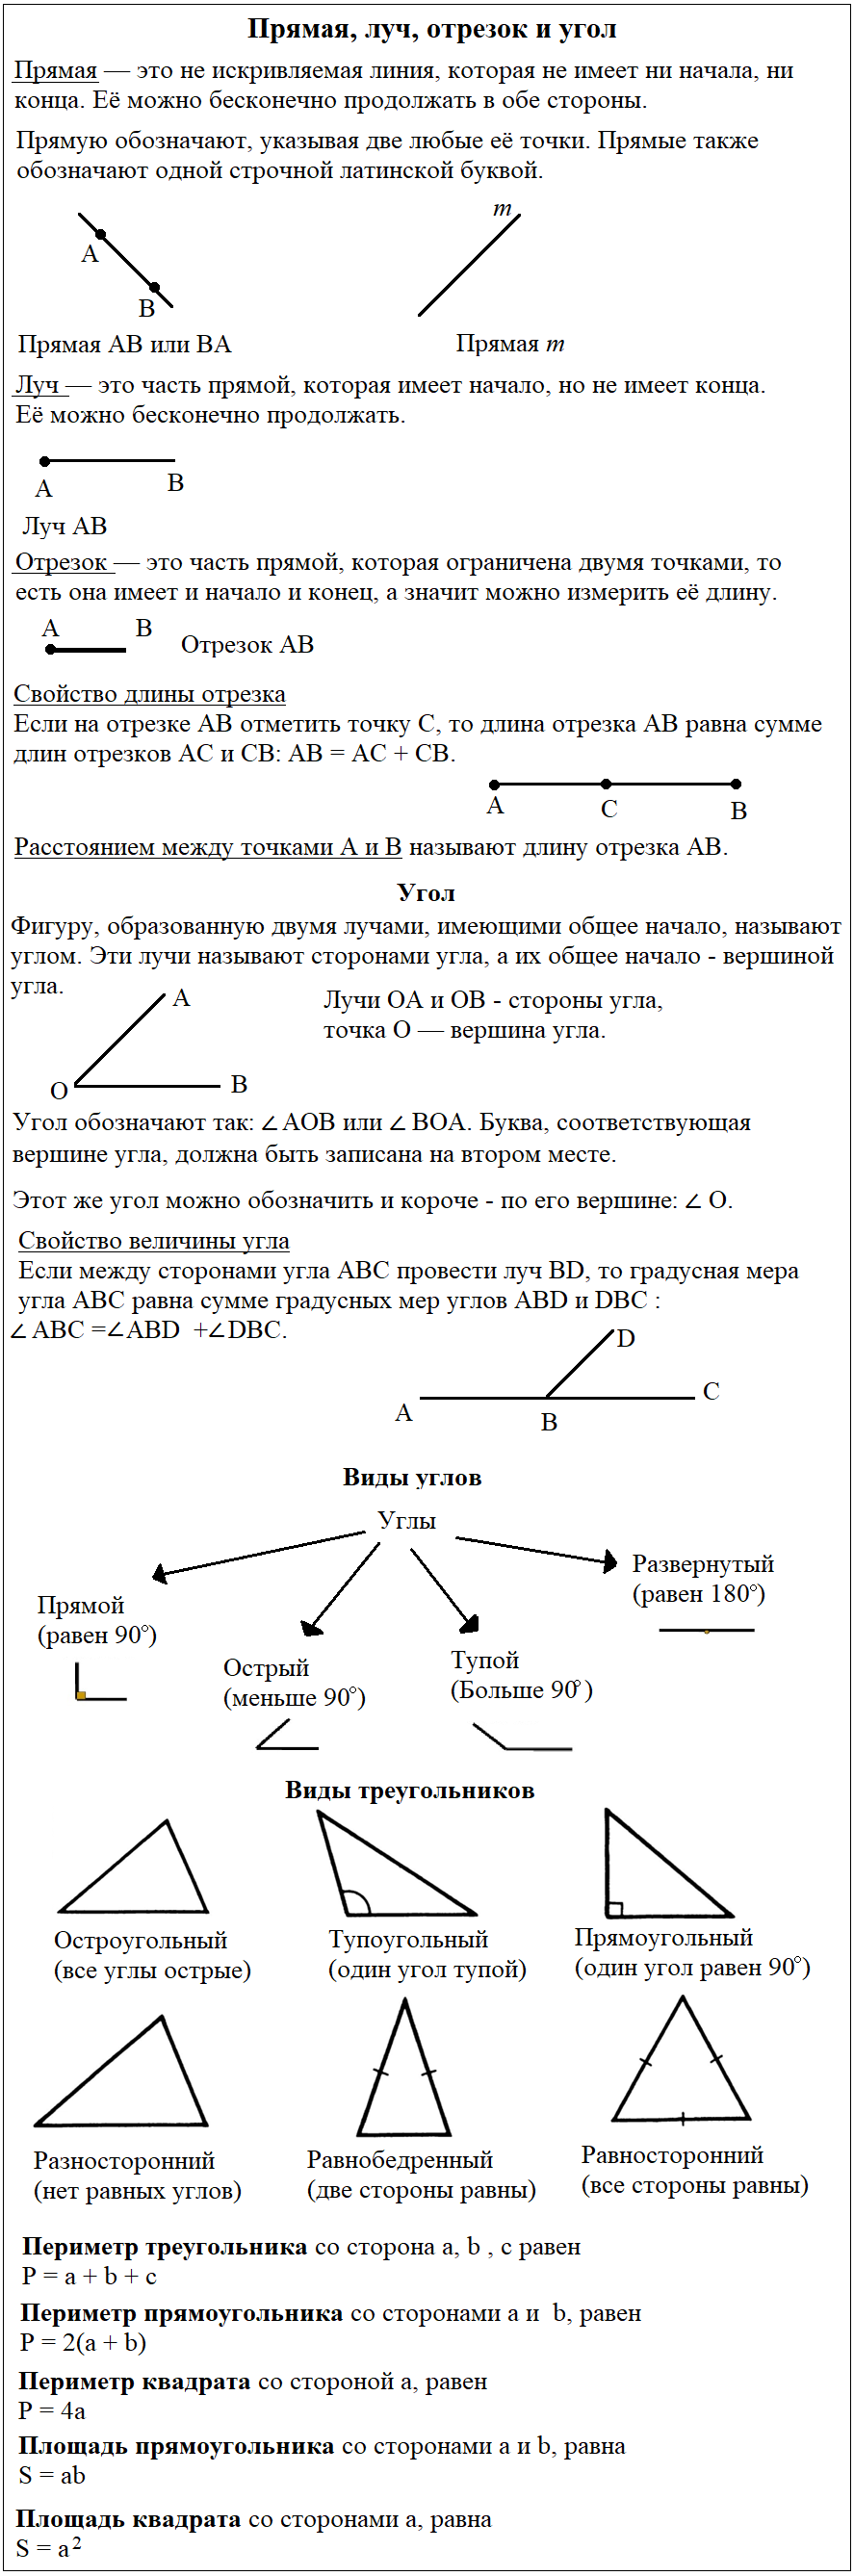 Прямая, луч, отрезок и угол
Прямая — это не искривляемая линия, которая не имеет ни начала, ни
конца. Её можно бесконечно продолжать в обе стороны.
Прямую обозначают, указывая две любые её точки. Прямые также
обозначают одной строчной латинской буквой.
m
A
B
Прямая AB или BA
Прямая m
Луч — это часть прямой, которая имеет начало, но не имеет конца.
Её можно бесконечно продолжать.
A
B
Луч AB
Отрезок — это часть прямой, которая ограничена двумя точками, то
есть она имеет и начало и конец, а значит можно измерить её длину.
A B
Отрезок AB
Свойство длины отрезка
Если на отрезке AB отметить точку C, то длина отрезка AB равна сумме
длин отрезков AC и CB: AB = AC + CB.
A C B
Расстоянием между точками A и B называют длину отрезка AB.
Угол
Фигуру, образованную двумя лучами, имеющими общее начало, называют
углом. Эти лучи называют сторонами угла, а их общее начало - вершиной
угла.
A
O
B
Лучи OA и OB - стороны угла,
точка O — вершина угла.
Угол обозначают так: ∠ AOB или ∠ BOA. Буква, соответствующая
вершине угла, должна быть записана на втором месте.
Этот же угол можно обозначить и короче - по его вершине: ∠ O.
Свойство величины угла
Если между сторонами угла ABC провести луч BD, то градусная мера
угла ABC равна сумме градусных мер углов ABD и DBC :
∠ ABC =∠ABD +∠DBC.
D
A
B
C
Виды углов
Углы
Прямой
(равен 90°)
Острый
(меньше 90°)
Тупой
(Больше 90°)
Развернутый
(равен 180°)
Виды треугольников
Остроугольный
(все углы острые)
Тупоугольный
(один угол тупой)
Прямоугольный
(один угол равен 90°)
Разносторонний
(нет равных углов)
Равнобедренный
(две стороны равны)
Равносторонний
(все стороны равны)
Периметр треугольника со сторона a, b , c равен
P = a + b + c
Периметр прямоугольника со сторонами a и b, равен
P = 2(a + b)
Периметр квадрата со стороной a, равен
P = 4a
Площадь прямоугольника со сторонами a и b, равна
S = ab
Площадь квадрата со сторонами a, равна
S = a²